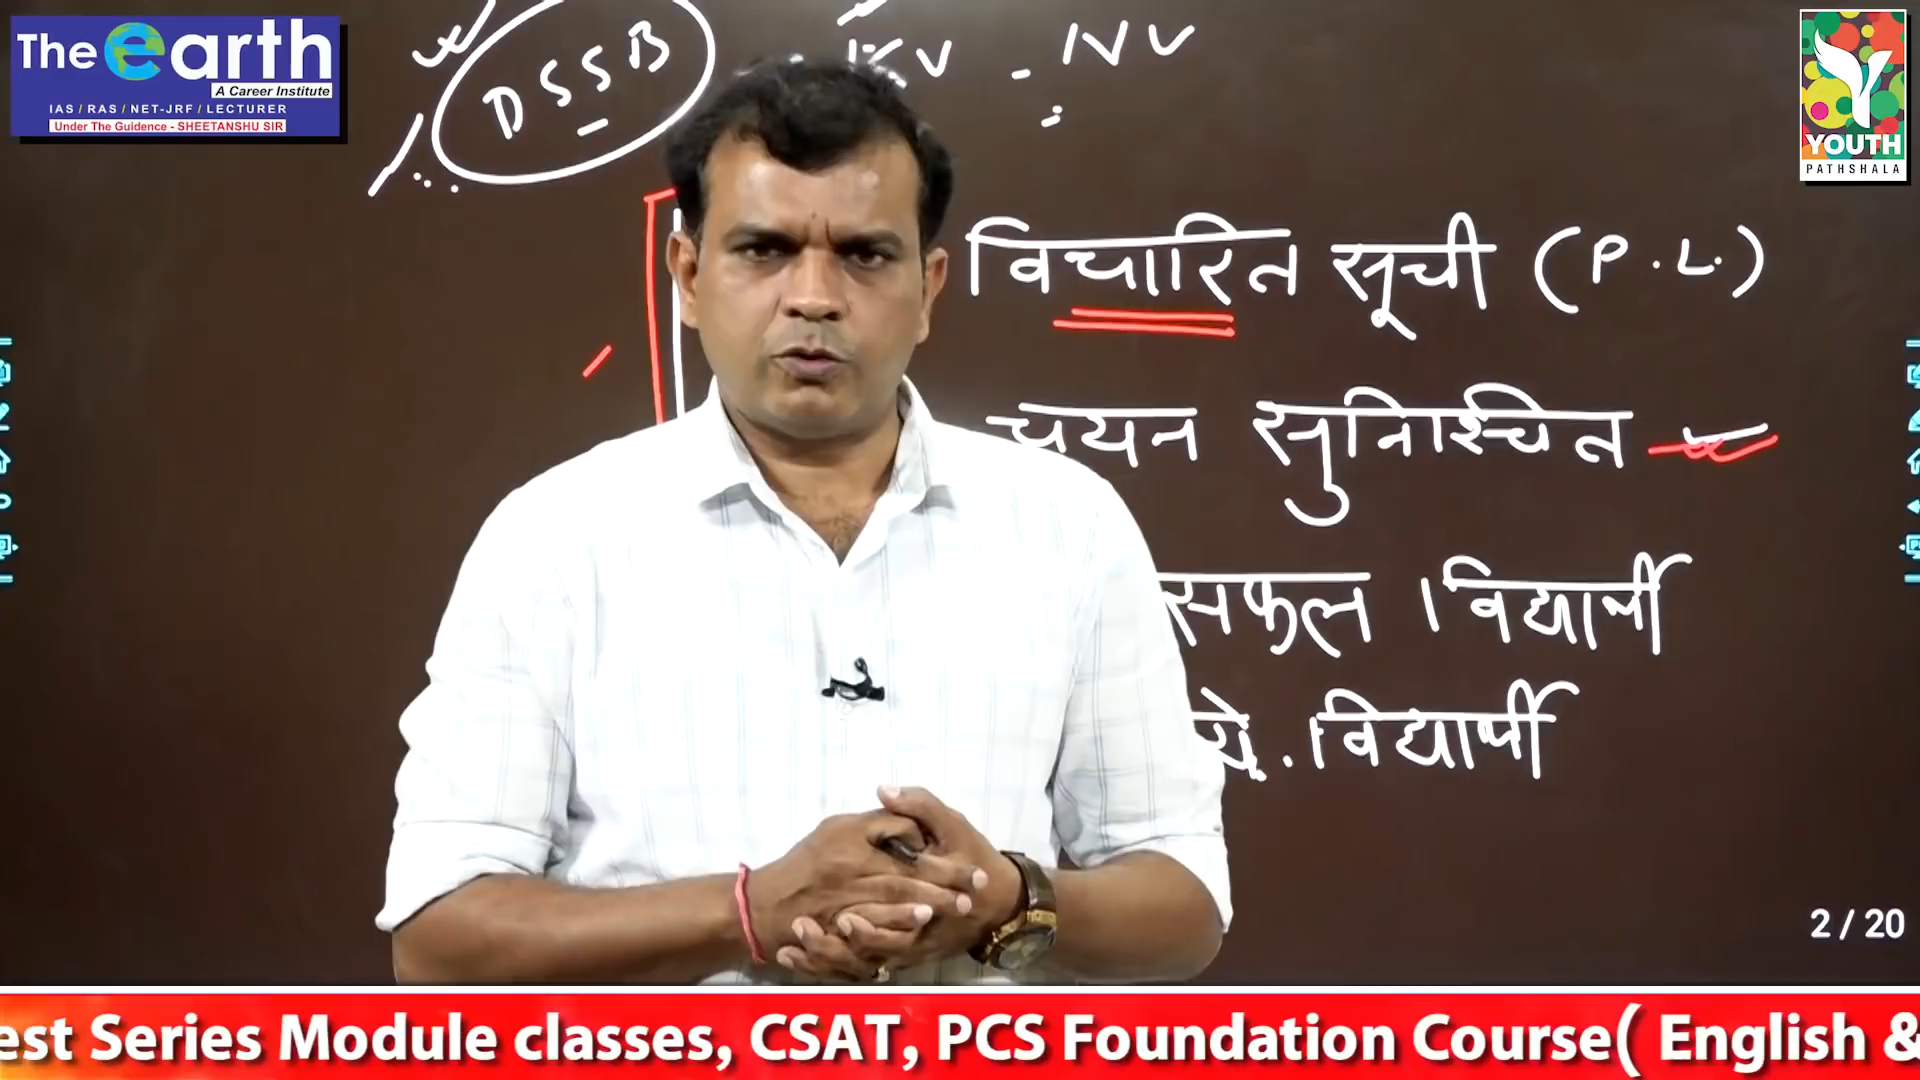 The earth
A Career Institute
IAS / RAS / NET-JRF / LECTURER
Under The Guidence - SHEETANSHU SIR
DSSB - KV - NV
YOUTH
PATHSHALA
विचारित सूची (P.L.)
चयन सुनिश्चित
सफल । विद्यार्थी
विद्यार्थी
2 / 20
est Series Module classes, CSAT, PCS Foundation Course( English &